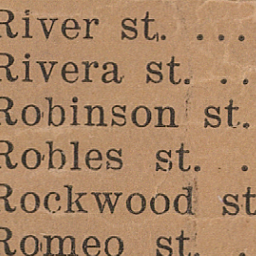 River st. ...
Rivera st. ..
Robinson st.
Robles st. .
Rockwood st
Romeo st. .